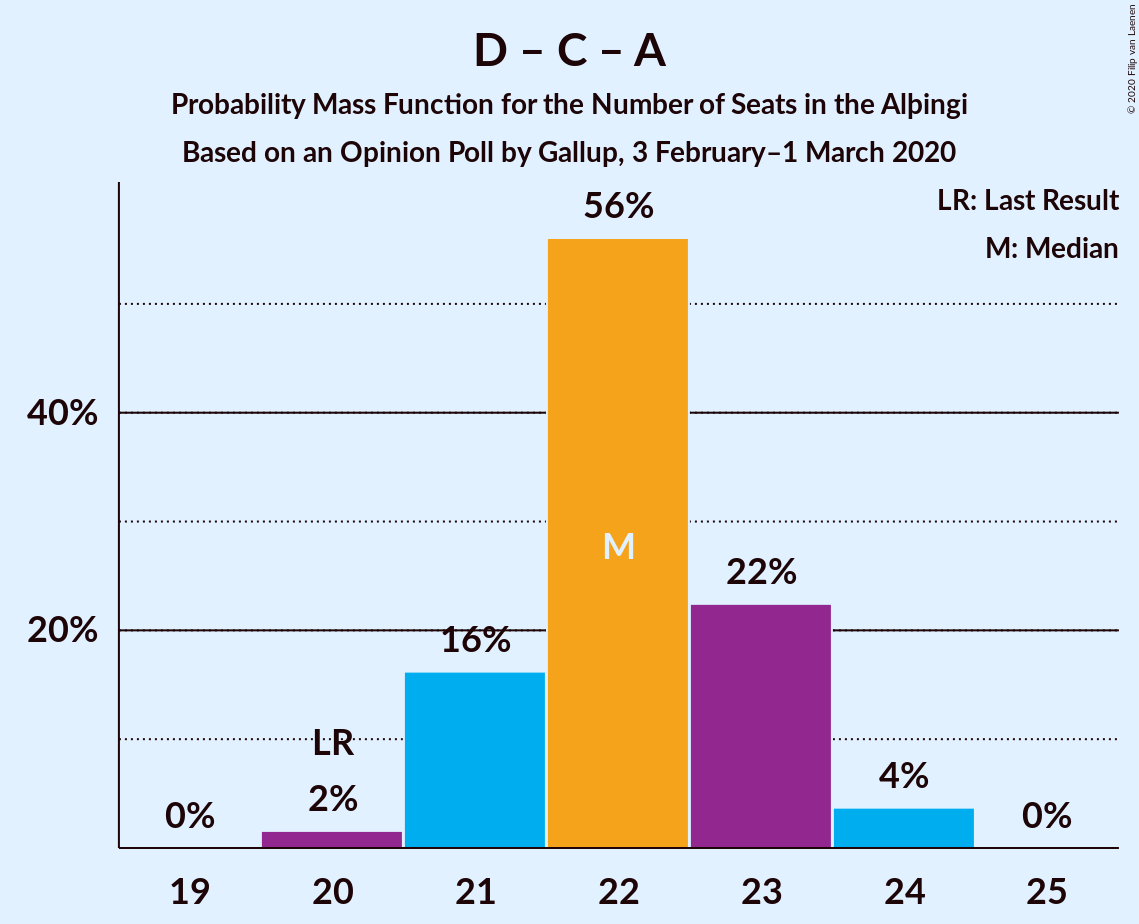 D – C – A
Probability Mass Function for the Number of Seats in the Alþingi
Based on an Opinion Poll by Gallup, 3 February–1 March 2020
© 2020 Filip van Laenen
LR: Last Result
M: Median
56%
40%
M
22%
20%
16%
LR
4%
2%
0%
0%
19 20 21 22 23 24 25